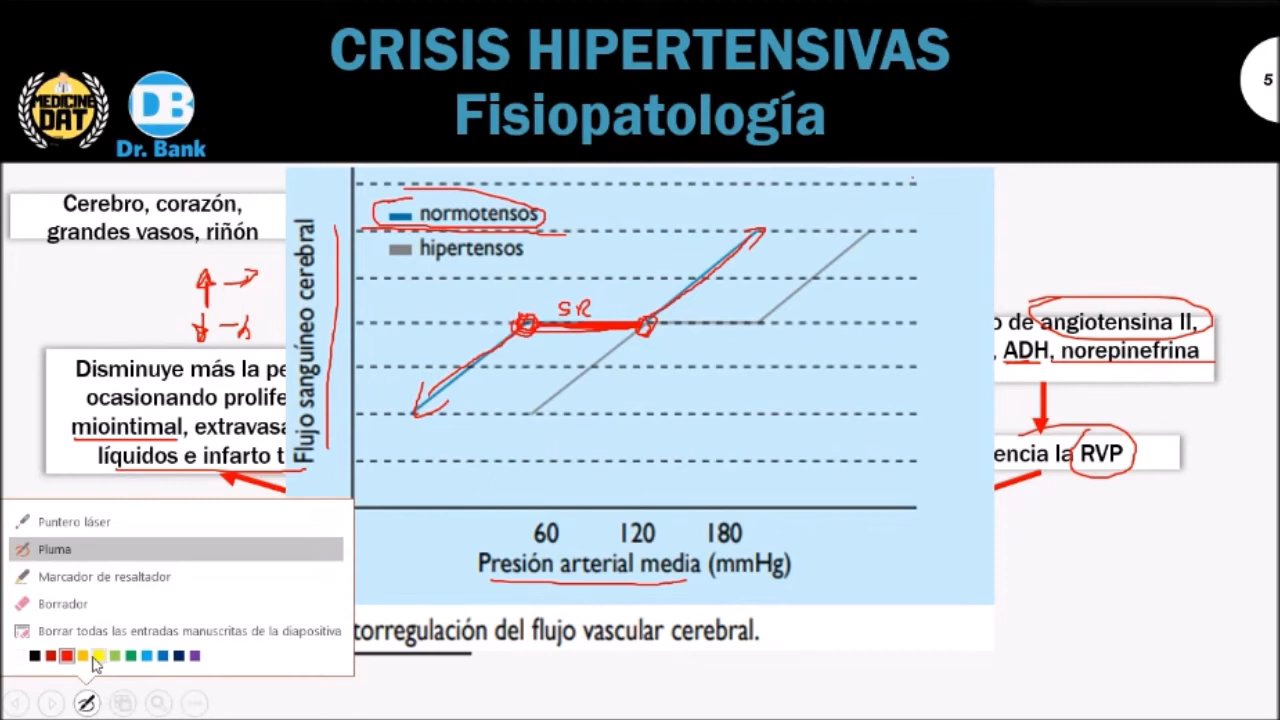 CRISIS HIPERTENSIVAS
Fisiopatología
5
MEDICINE
DAT
DB
Dr. Bank
Cerebro, corazón,
grandes vasos, riñón
Disminuye más la pe
ocasionando prolife
miointimal, extravasa
líquidos e infarto t
Flujo sanguíneo cerebral
normotensos
hipertensos
SR
60 120 180
Presión arterial media (mmHg)
torregulación del flujo vascular cerebral.
o de angiotensina II,
, ADH, norepinefrina
encia la RVP
Puntero láser
Pluma
Marcador de resaltador
Borrador
Borrar todas las entradas manuscritas de la diapositiva